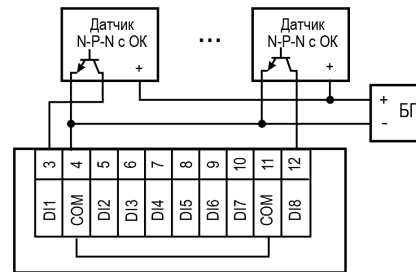 Датчик
N-P-N с ОК
+
...
Датчик
N-P-N с ОК
+
+
-
БП
3 4 5 6 7 8 9 10 11 12
DI1 COM DI2 DI3 DI4 DI5 DI6 DI7 COM DI8